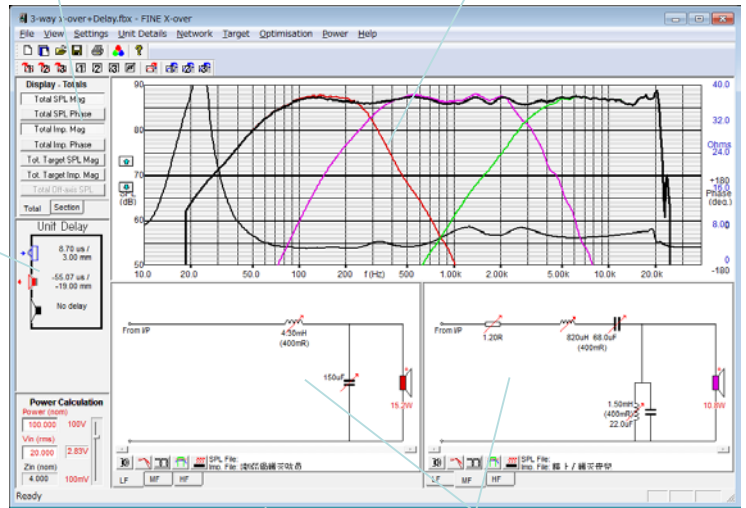 3-way x-over+Delay.fbx - FINE X-over
File View Settings Unit Details Network Target Optimisation Power Help
Display - Totals
Total SPL Mag
Total SPL Phase
Total Imp. Mag
Total Imp. Phase
Tot. Target SPL Mag
Tot. Target Imp. Mag
Total Off-axis SPL
Total Section
Unit Delay
8.70 us /
3.00 mm
-55.07 us /
-19.00 mm
No delay
Power Calculation
Power (nom)
100.000 100V
Vin (rms)
20.000 2.83V
Zin (nom)
4.000 100mV
90
80
70
SPL
(dB)
60
50
40.0
32.0
Ohms
24.0
+180
16.0
Phase
(deg.)
8.00
0
-180
10.0 20.0 50.0 100 200 f (Hz) 500 1.00k 2.00k 5.00k 10.0k 20.0k
From I/P
4.30mH
(400mR)
150uF
15.2W
SPL File:
Imp. File:
LF MF HF
From I/P
1.20R
820uH 68.0uF
(400mR)
1.50mH
(400mR)
22.0uF
SPL File:
Imp. File:
LF MF HF
Ready